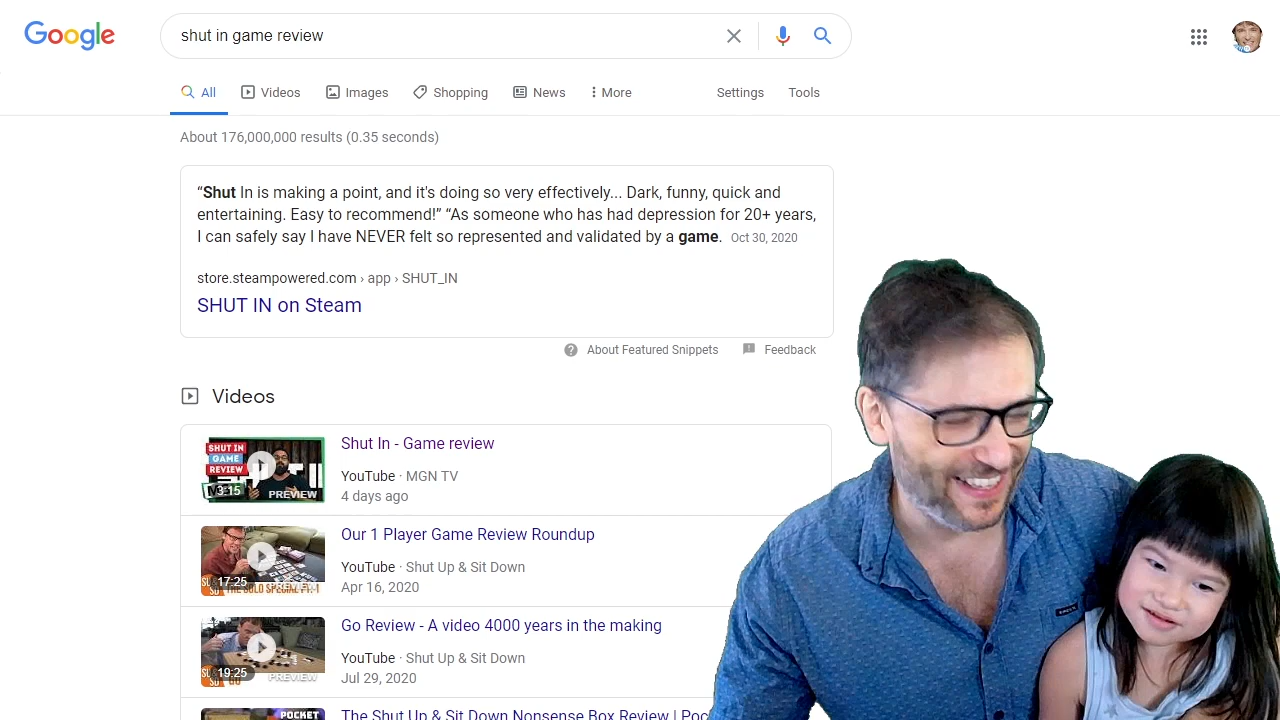 Google
shut in game review
All Videos Images Shopping News More Settings Tools
About 176,000,000 results (0.35 seconds)
“Shut In is making a point, and it's doing so very effectively... Dark, funny, quick and
entertaining. Easy to recommend!” “As someone who has had depression for 20+ years,
I can safely say I have NEVER felt so represented and validated by a game. Oct 30, 2020
store.steampowered.com › app › SHUT_IN
SHUT IN on Steam
About Featured Snippets Feedback
Videos
SHUT IN
GAME
REVIEW
3:15
PREVIEW
Shut In - Game review
YouTube · MGN TV
4 days ago
17:25
PREVIEW
THE SOLO SPECIAL PT. 1
Our 1 Player Game Review Roundup
YouTube · Shut Up & Sit Down
Apr 16, 2020
19:25
PREVIEW
Go Review - A video 4000 years in the making
YouTube · Shut Up & Sit Down
Jul 29, 2020
POCKET
The Shut Up & Sit Down Nonsense Box Review | Poc